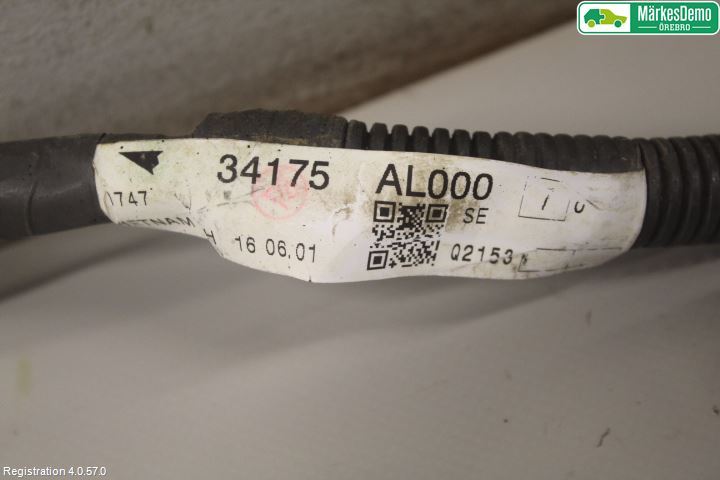 MärkesDemo
ÖREBRO
34175 AL000
0747
SE
16 06.01
Q2153
Registration 4.0.57.0